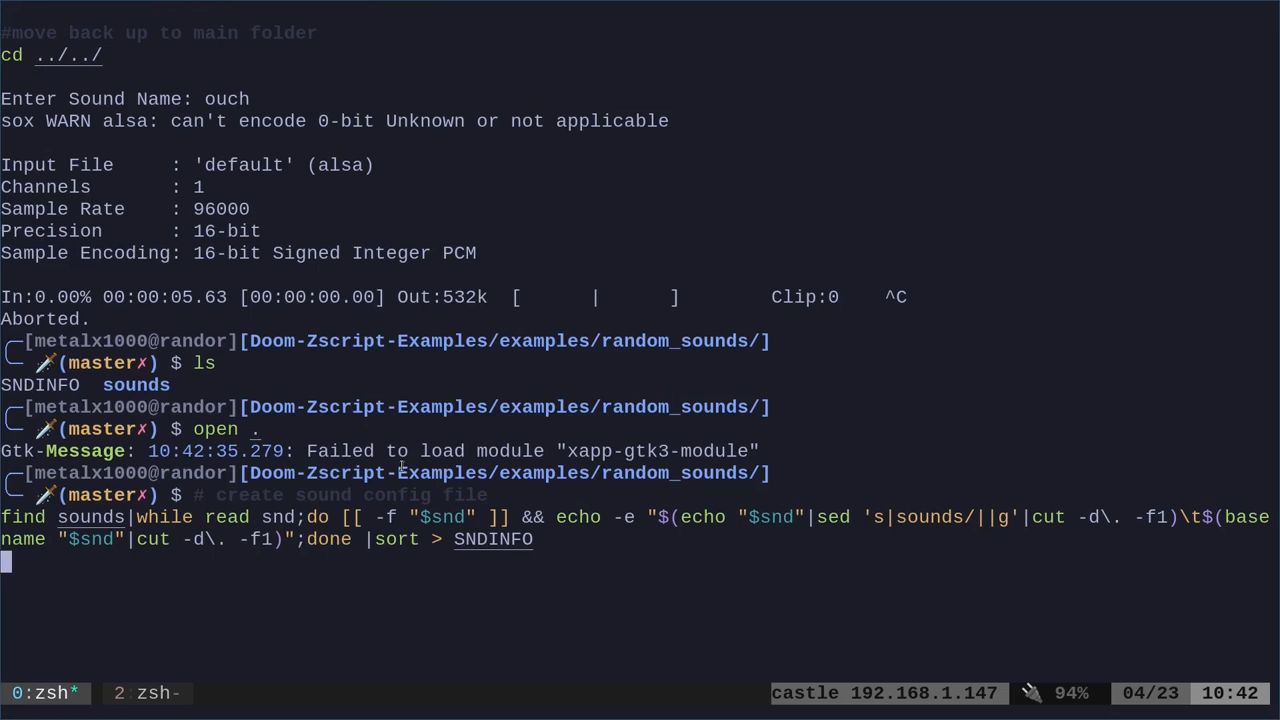 #move back up to main folder
cd ../../
Enter Sound Name: ouch
sox WARN alsa: can't encode 0-bit Unknown or not applicable
Input File     : 'default' (alsa)
Channels       : 1
Sample Rate    : 96000
Precision      : 16-bit
Sample Encoding: 16-bit Signed Integer PCM
In:0.00% 00:00:05.63 [00:00:00.00] Out:532k  [      |      ]        Clip:0    ^C
Aborted.
╭─[metalx1000@randor][Doom-Zscript-Examples/examples/random_sounds/]
╰─ 🗡️(master✗) $ ls
SNDINFO  sounds
╭─[metalx1000@randor][Doom-Zscript-Examples/examples/random_sounds/]
╰─ 🗡️(master✗) $ open .
Gtk-Message: 10:42:35.279: Failed to load module "xapp-gtk3-module"
╭─[metalx1000@randor][Doom-Zscript-Examples/examples/random_sounds/]
╰─ 🗡️(master✗) $ # create sound config file
find sounds|while read snd;do [[ -f "$snd" ]] && echo -e "$(echo "$snd"|sed 's|sounds/||g'|cut -d\. -f1)\t$(base
name "$snd"|cut -d\. -f1)";done |sort > SNDINFO
0:zsh* 2 zsh- castle 192.168.1.147 🔌 94% 04/23 10:42